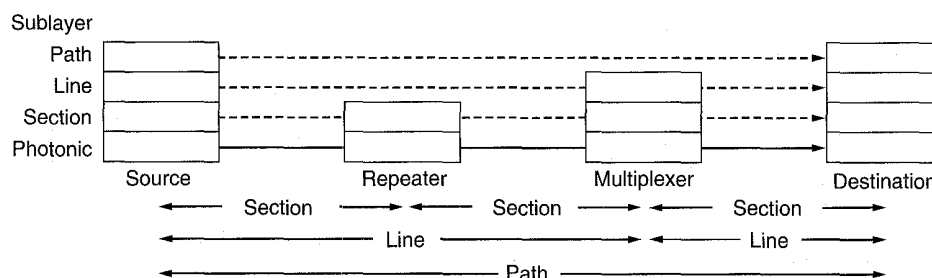 Sublayer
Path
Line
Section
Photonic
Source Repeater Multiplexer Destination
Section Section Section
Line Line
Path